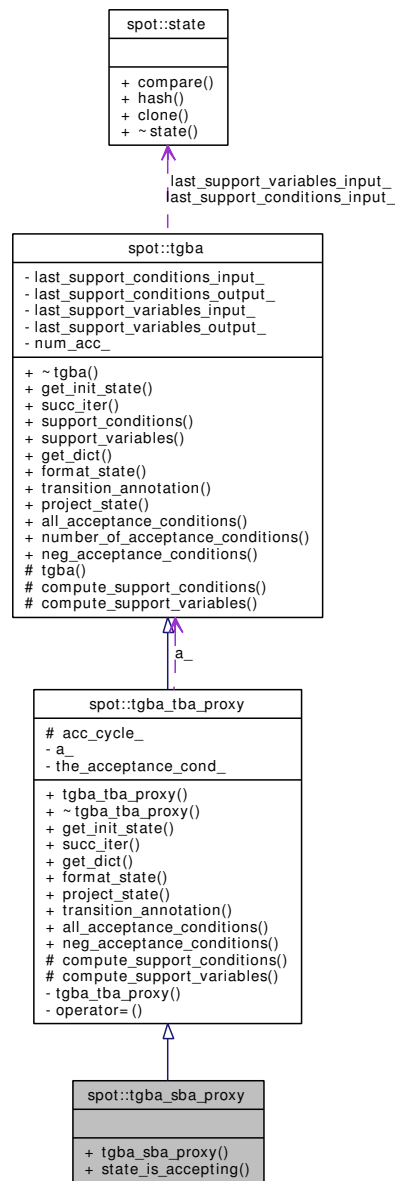 spot::state
+ compare()
+ hash()
+ clone()
+ ~state()
last_support_variables_input_
last_support_conditions_input_
spot::tgba
- last_support_conditions_input_
- last_support_conditions_output_
- last_support_variables_input_
- last_support_variables_output_
- num_acc_
+ ~tgba()
+ get_init_state()
+ succ_iter()
+ support_conditions()
+ support_variables()
+ get_dict()
+ format_state()
+ transition_annotation()
+ project_state()
+ all_acceptance_conditions()
+ number_of_acceptance_conditions()
+ neg_acceptance_conditions()
# tgba()
# compute_support_conditions()
# compute_support_variables()
a_
spot::tgba_tba_proxy
# acc_cycle_
- a_
- the_acceptance_cond_
+ tgba_tba_proxy()
+ ~tgba_tba_proxy()
+ get_init_state()
+ succ_iter()
+ get_dict()
+ format_state()
+ project_state()
+ transition_annotation()
+ all_acceptance_conditions()
+ neg_acceptance_conditions()
# compute_support_conditions()
# compute_support_variables()
- tgba_tba_proxy()
- operator=()
spot::tgba_sba_proxy
+ tgba_sba_proxy()
+ state_is_accepting()